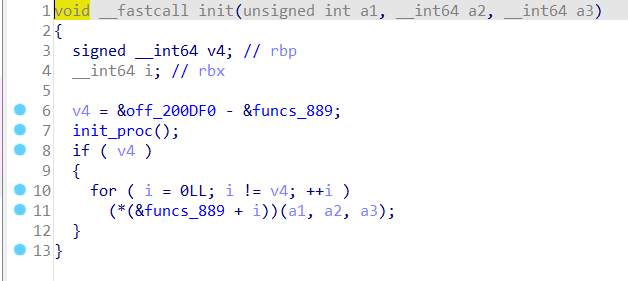 1 void __fastcall init(unsigned int a1, __int64 a2, __int64 a3)
2 {
3 signed __int64 v4; // rbp
4 __int64 i; // rbx
5
6 v4 = &off_200DF0 - &funcs_889;
7 init_proc();
8 if ( v4 )
9 {
10 for ( i = 0LL; i != v4; ++i )
11 (*(&funcs_889 + i))(a1, a2, a3);
12 }
13 }